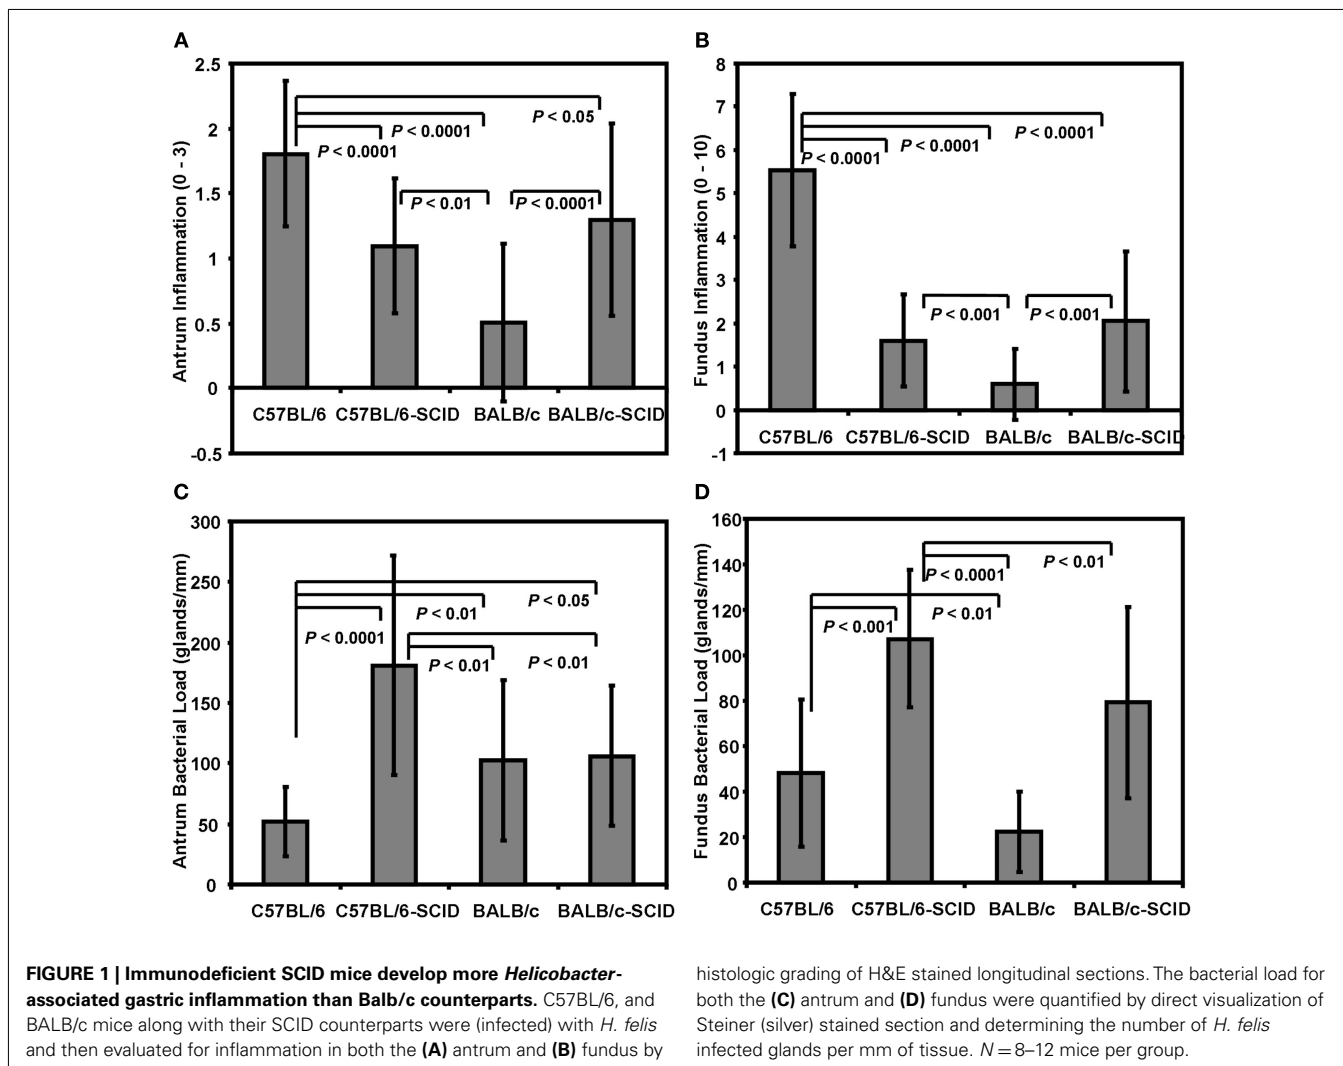 A
2.5
2
1.5
1
0.5
0
-0.5
Antrum Inflammation (0 - 3)
P < 0.05
P < 0.0001
P < 0.0001
P < 0.01
P < 0.0001
C57BL/6 C57BL/6-SCID BALB/c BALB/c-SCID
B
8
7
6
5
4
3
2
1
0
-1
Fundus Inflammation (0 - 10)
P < 0.0001
P < 0.0001
P < 0.0001
P < 0.001
P < 0.001
C57BL/6 C57BL/6-SCID BALB/c BALB/c-SCID
C
300
250
200
150
100
50
0
Antrum Bacterial Load (glands/mm)
P < 0.05
P < 0.01
P < 0.0001
P < 0.01
P < 0.01
C57BL/6 C57BL/6-SCID BALB/c BALB/c-SCID
D
160
140
120
100
80
60
40
20
0
Fundus Bacterial Load (glands/mm)
P < 0.01
P < 0.0001
P < 0.01
P < 0.001
C57BL/6 C57BL/6-SCID BALB/c BALB/c-SCID
FIGURE 1 | Immunodeficient SCID mice develop more Helicobacter-
associated gastric inflammation than Balb/c counterparts. C57BL/6, and
BALB/c mice along with their SCID counterparts were (infected) with H. felis
and then evaluated for inflammation in both the (A) antrum and (B) fundus by
histologic grading of H&E stained longitudinal sections. The bacterial load for
both the (C) antrum and (D) fundus were quantified by direct visualization of
Steiner (silver) stained section and determining the number of H. felis
infected glands per mm of tissue. N = 8–12 mice per group.